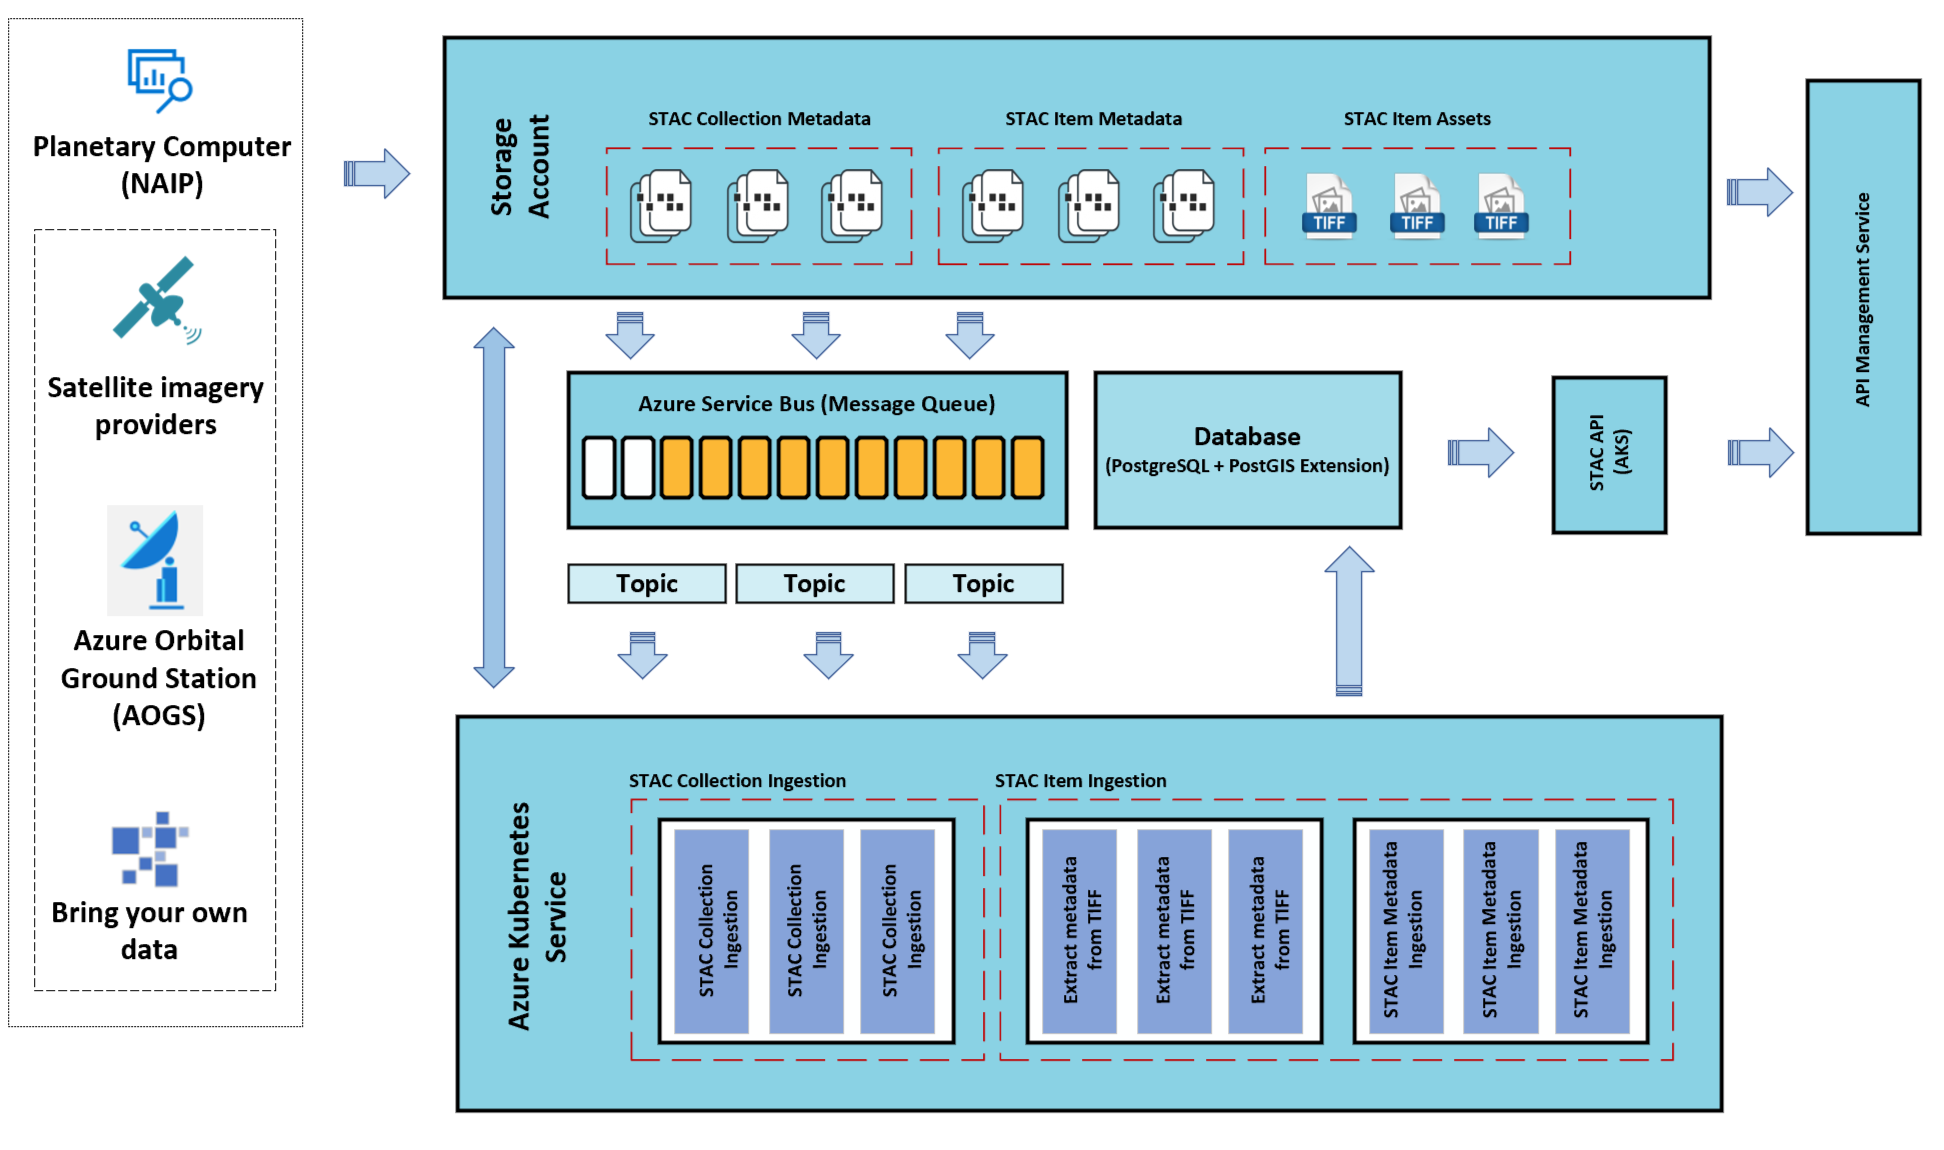 Planetary Computer
(NAIP)
Satellite imagery
providers
Azure Orbital
Ground Station
(AOGS)
Bring your own
data
Storage
Account
STAC Collection Metadata
STAC Item Metadata
STAC Item Assets
TIFF
TIFF
TIFF
Azure Service Bus (Message Queue)
Topic
Topic
Topic
Database
(PostgreSQL + PostGIS Extension)
STAC API
(AKS)
API Management Service
Azure Kubernetes
Service
STAC Collection Ingestion
STAC Collection
Ingestion
STAC Collection
Ingestion
STAC Collection
Ingestion
STAC Item Ingestion
Extract metadata
from TIFF
Extract metadata
from TIFF
Extract metadata
from TIFF
STAC Item Metadata
Ingestion
STAC Item Metadata
Ingestion
STAC Item Metadata
Ingestion